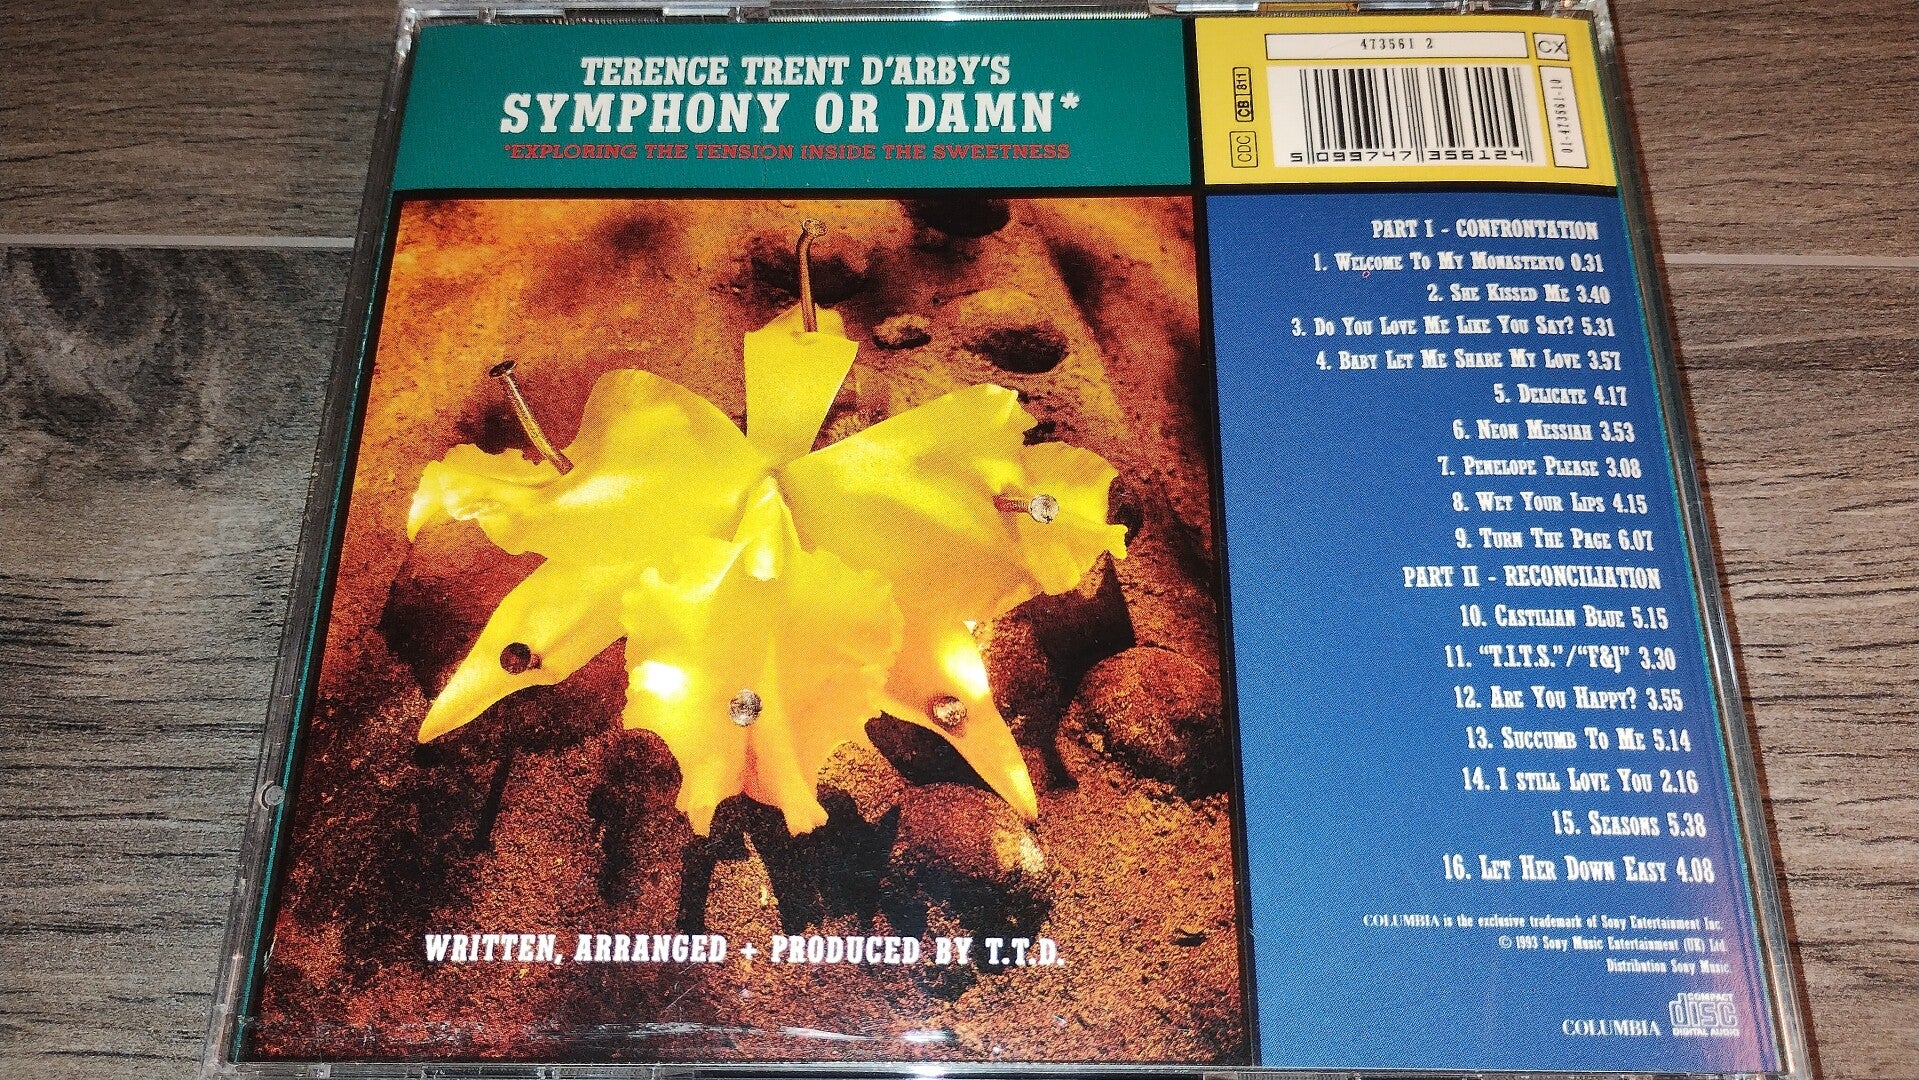 TERENCE TRENT D'ARBY'S
SYMPHONY OR DAMN*
*EXPLORING THE TENSION INSIDE THE SWEETNESS
473561 2
CX
CB 811
CDC
01-473561-10
5 099747 356124
PART I - CONFRONTATION
1. Welcome To My Monasteryo 0.31
2. She Kissed Me 3.40
3. Do You Love Me Like You Say? 5.31
4. Baby Let Me Share My Love 3.57
5. Delicate 4.17
6. Neon Messiah 3.53
7. Penelope Please 3.08
8. Wet Your Lips 4.15
9. Turn The Page 6.07
PART II - RECONCILIATION
10. Castilian Blue 5.15
11. "T.I.T.S."/"F&J" 3.30
12. Are You Happy? 3.55
13. Succumb To Me 5.14
14. I still Love You 2.16
15. Seasons 5.38
16. Let Her Down Easy 4.08
WRITTEN, ARRANGED + PRODUCED BY T.T.D.
COLUMBIA is the exclusive trademark of Sony Entertainment Inc.
© 1993 Sony Music Entertainment (UK) Ltd.
Distribution Sony Music.
COLUMBIA
COMPACT
disc
DIGITAL AUDIO